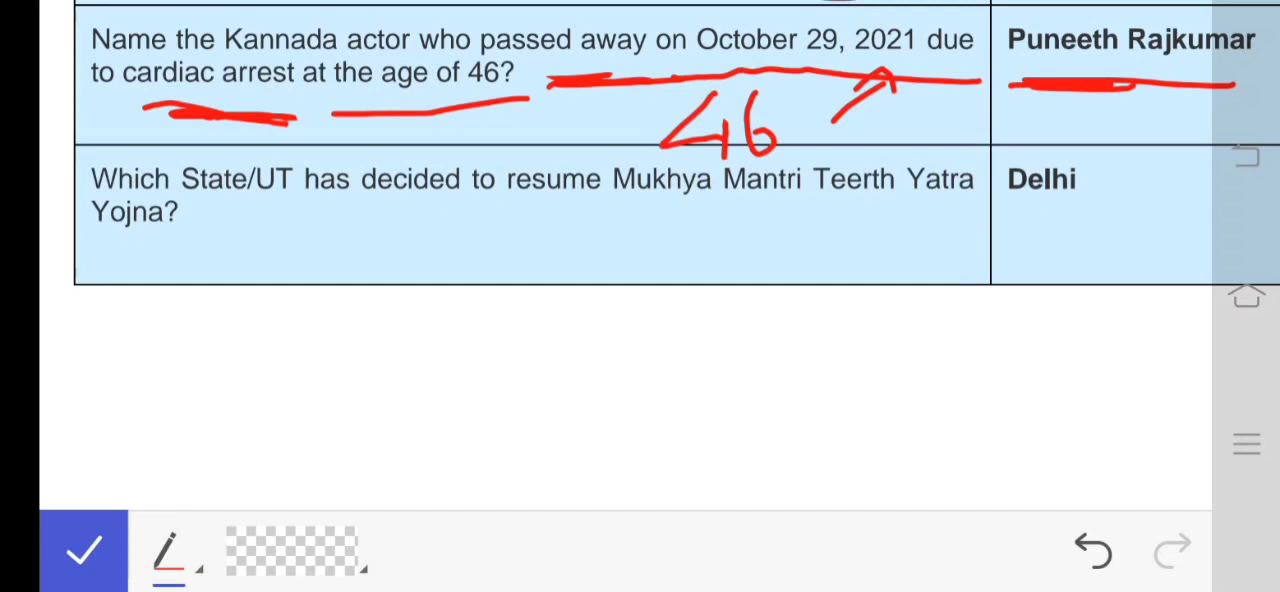 Name the Kannada actor who passed away on October 29, 2021 due
to cardiac arrest at the age of 46?
Puneeth Rajkumar
46
Which State/UT has decided to resume Mukhya Mantri Teerth Yatra
Yojna?
Delhi